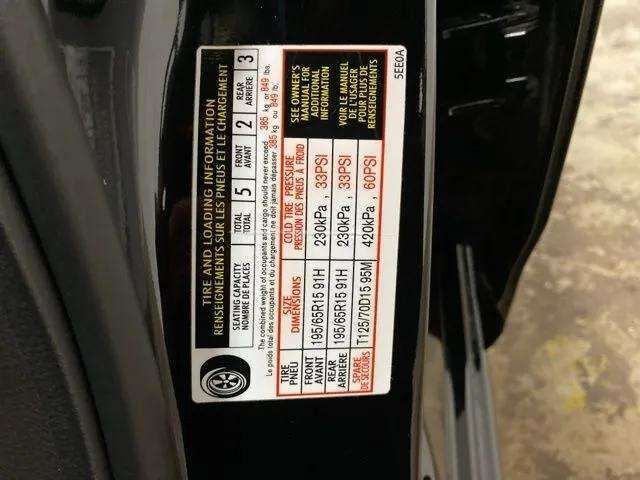 TIRE AND LOADING INFORMATION
RENSEIGNEMENTS SUR LES PNEUS ET LE CHARGEMENT
SEATING CAPACITY TOTAL 5 FRONT 2 REAR 3
NOMBRE DE PLACES TOTAL AVANT ARRIÈRE
The combined weight of occupants and cargo should never exceed 385 kg or 849 lbs.
Le poids total des occupants et du chargement ne doit jamais dépasser 385 kg ou 849 lb.
TIRE SIZE COLD TIRE PRESSURE
PNEU DIMENSIONS PRESSION DES PNEUS À FROID
FRONT AVANT 195/65R15 91H 230kPa, 33PSI
REAR ARRIÈRE 195/65R15 91H 230kPa, 33PSI
SPARE DE SECOURS T125/70D15 95M 420kPa, 60PSI
SEE OWNER'S
MANUAL FOR
ADDITIONAL
INFORMATION
VOIR LE MANUEL
DE L'USAGER
POUR PLUS DE
RENSEIGNEMENTS
5EE0A